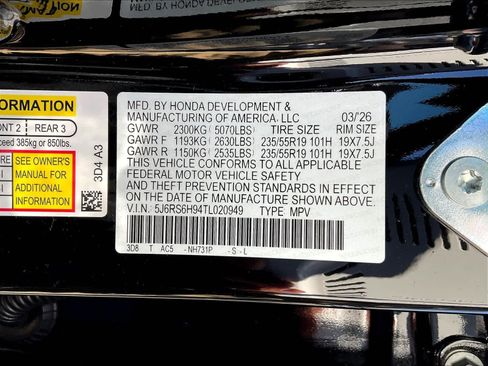 MFD. BY HONDA DEVELOPMENT &
MANUFACTURING OF AMERICA, LLC 03/26
GVWR 2300KG (5070LBS) TIRE SIZE RIM SIZE
GAWR F 1193KG (2630LBS) 235/55R19 101H 19X7.5J
GAWR R 1150KG (2535LBS) 235/55R19 101H 19X7.5J
THIS VEHICLE CONFORMS TO ALL APPLICABLE
FEDERAL MOTOR VEHICLE SAFETY
AND THEFT PREVENTION STANDARDS IN EFFECT
ON THE DATE OF MANUFACTURE SHOWN ABOVE.
V.I.N. 5J6RS6H94TL020949 TYPE MPV
3D8 T AC5 -NH731P -S-L
FORMATION
ONT 2 REAR 3
ceed 385kg or 850lbs.
RE SEE OWNER'S
MANUAL FOR
ADDITIONAL
INFORMATION
3D4 A3